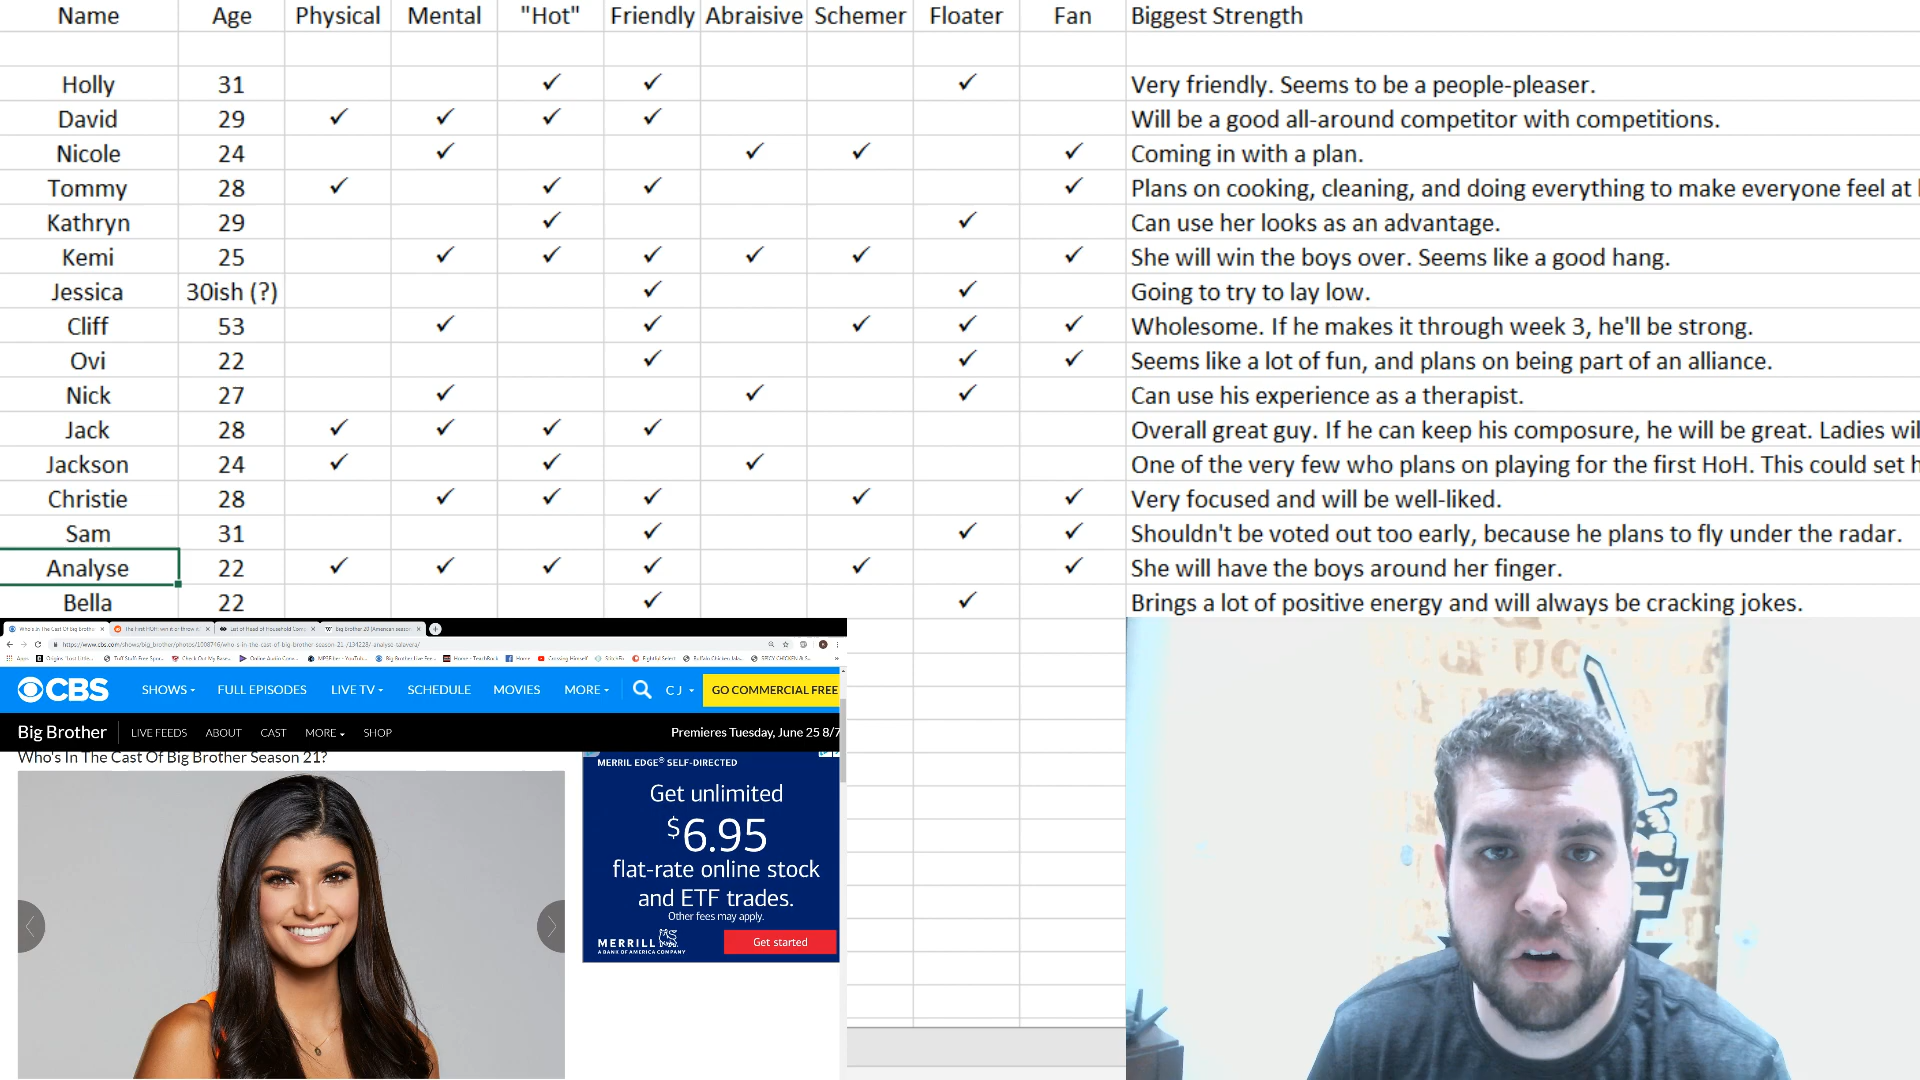 Name Age Physical Mental "Hot" Friendly Abraisive Schemer Floater Fan Biggest Strength
Holly 31 ✓ ✓ ✓ Very friendly. Seems to be a people-pleaser.
David 29 ✓ ✓ ✓ ✓ Will be a good all-around competitor with competitions.
Nicole 24 ✓ ✓ ✓ ✓ Coming in with a plan.
Tommy 28 ✓ ✓ ✓ ✓ Plans on cooking, cleaning, and doing everything to make everyone feel at
Kathryn 29 ✓ ✓ Can use her looks as an advantage.
Kemi 25 ✓ ✓ ✓ ✓ ✓ ✓ She will win the boys over. Seems like a good hang.
Jessica 30ish (?) ✓ ✓ Going to try to lay low.
Cliff 53 ✓ ✓ ✓ ✓ ✓ Wholesome. If he makes it through week 3, he'll be strong.
Ovi 22 ✓ ✓ ✓ Seems like a lot of fun, and plans on being part of an alliance.
Nick 27 ✓ ✓ ✓ Can use his experience as a therapist.
Jack 28 ✓ ✓ ✓ ✓ Overall great guy. If he can keep his composure, he will be great. Ladies wil
Jackson 24 ✓ ✓ ✓ One of the very few who plans on playing for the first HoH. This could set
Christie 28 ✓ ✓ ✓ ✓ ✓ Very focused and will be well-liked.
Sam 31 ✓ ✓ ✓ Shouldn't be voted out too early, because he plans to fly under the radar.
Analyse 22 ✓ ✓ ✓ ✓ ✓ ✓ She will have the boys around her finger.
Bella 22 ✓ ✓ Brings a lot of positive energy and will always be cracking jokes.
CBS SHOWS FULL EPISODES LIVE TV SCHEDULE MOVIES MORE CJ GO COMMERCIAL FREE
Big Brother LIVE FEEDS ABOUT CAST MORE SHOP Premieres Tuesday, June 25 8/7
Who's In The Cast Of Big Brother Season 21?
MERRIL EDGE® SELF-DIRECTED
Get unlimited
$6.95
flat-rate online stock
and ETF trades.
Other fees may apply.
MERRILL
A BANK OF AMERICA COMPANY
Get started